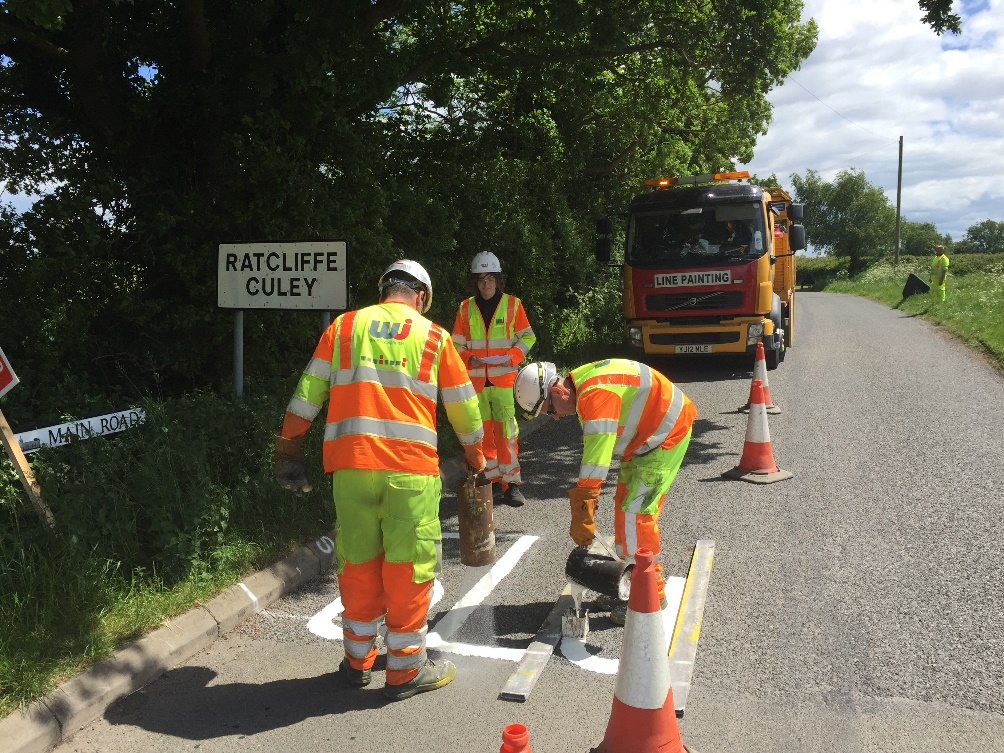 RATCLIFFE
CULEY
LINE PAINTING
MAIN ROAD
wj
YJ12 MLE